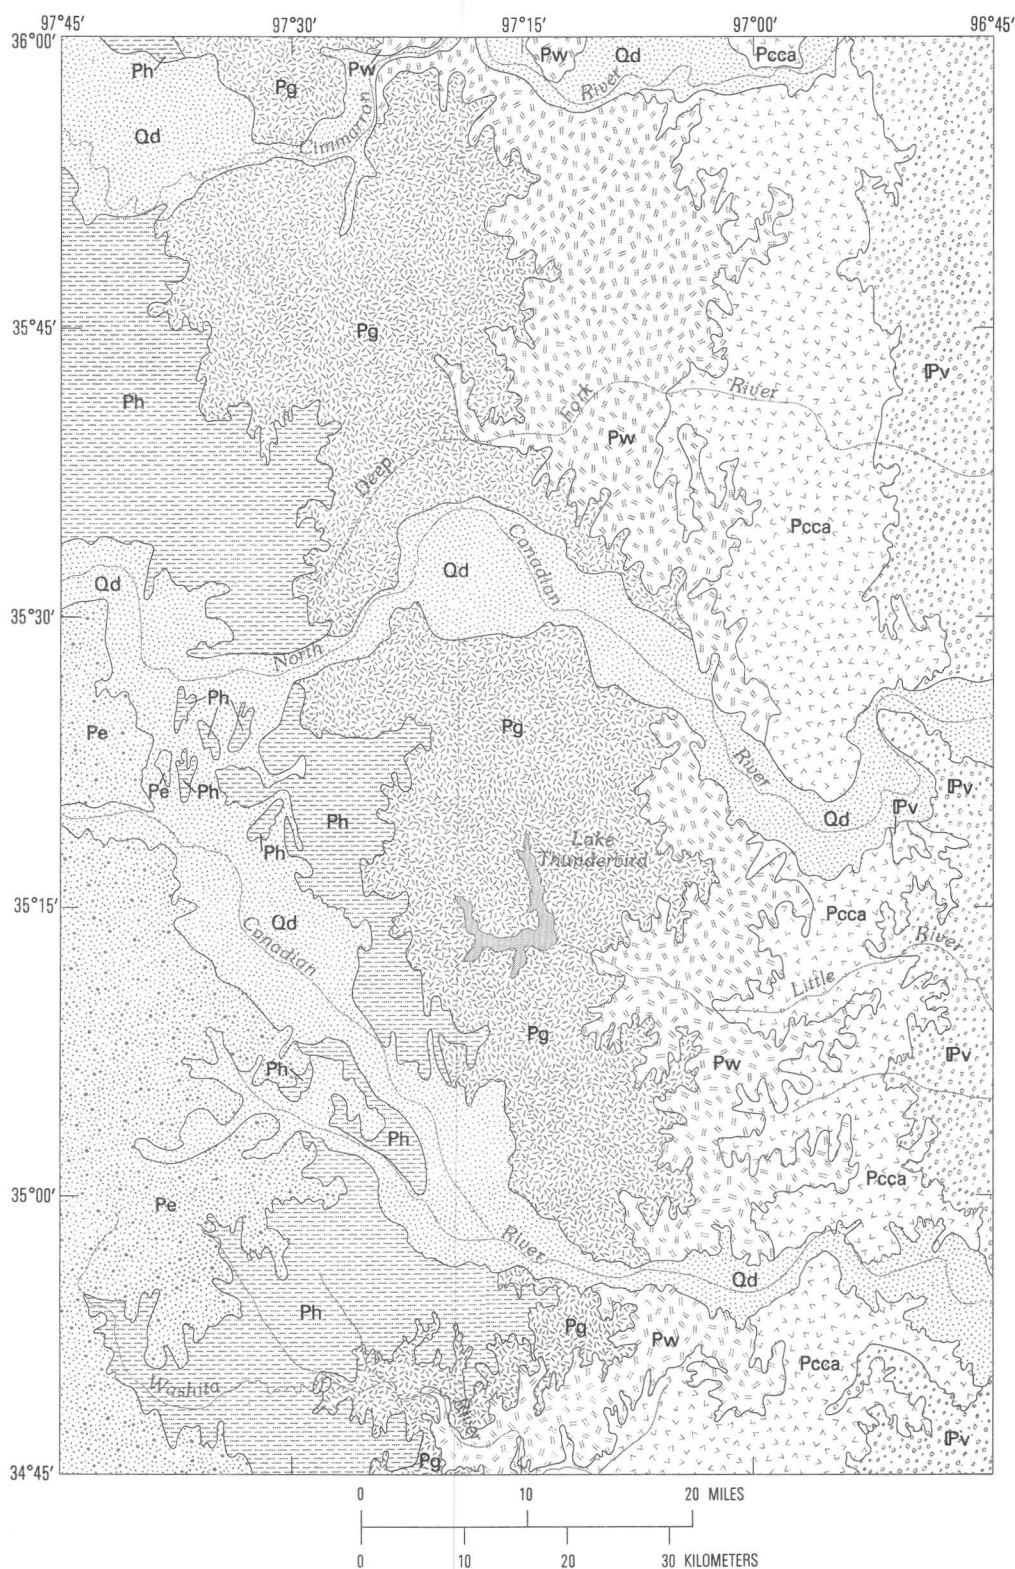 97°45′ 97°30′ 97°15′ 97°00′ 96°45′
36°00′
Ph Pg Pw Pw Qd Pcca
River
Qd
Cimmarron
35°45′
Pg
ⅠPv
Ph
Fork River
Pw
Deep
Pcca
Canadian
Qd Qd
35°30′
North
Ph
Pe
Pg
River
Pe Ph
ⅠPv
ⅠPv
Ph
Qd
Ph
Lake
Thunderbird
35°15′
Pcca
Qd
Canadian
River
Little
Pg
ⅠPv
Pw
Ph
Ph
Pcca
35°00′
Pe
River
Qd
Ph
Pg
Pw
Pcca
Washita
River
ⅠPv
Pg
34°45′
0 10 20 MILES
0 10 20 30 KILOMETERS